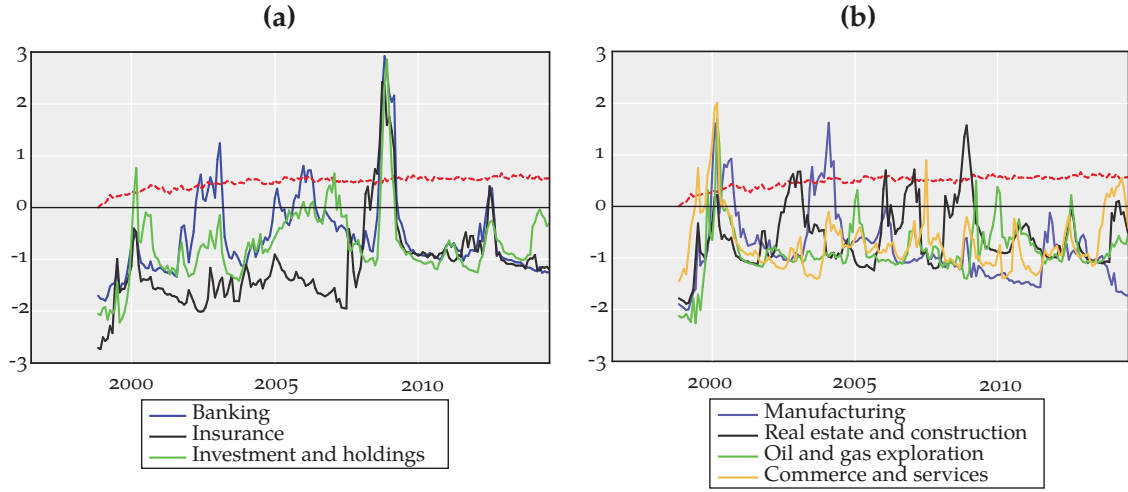 (a)
3
2
1
0
-1
-2
-3
2000 2005 2010
Banking
Insurance
Investment and holdings
(b)
3
2
1
0
-1
-2
-3
2000 2005 2010
Manufacturing
Real estate and construction
Oil and gas exploration
Commerce and services